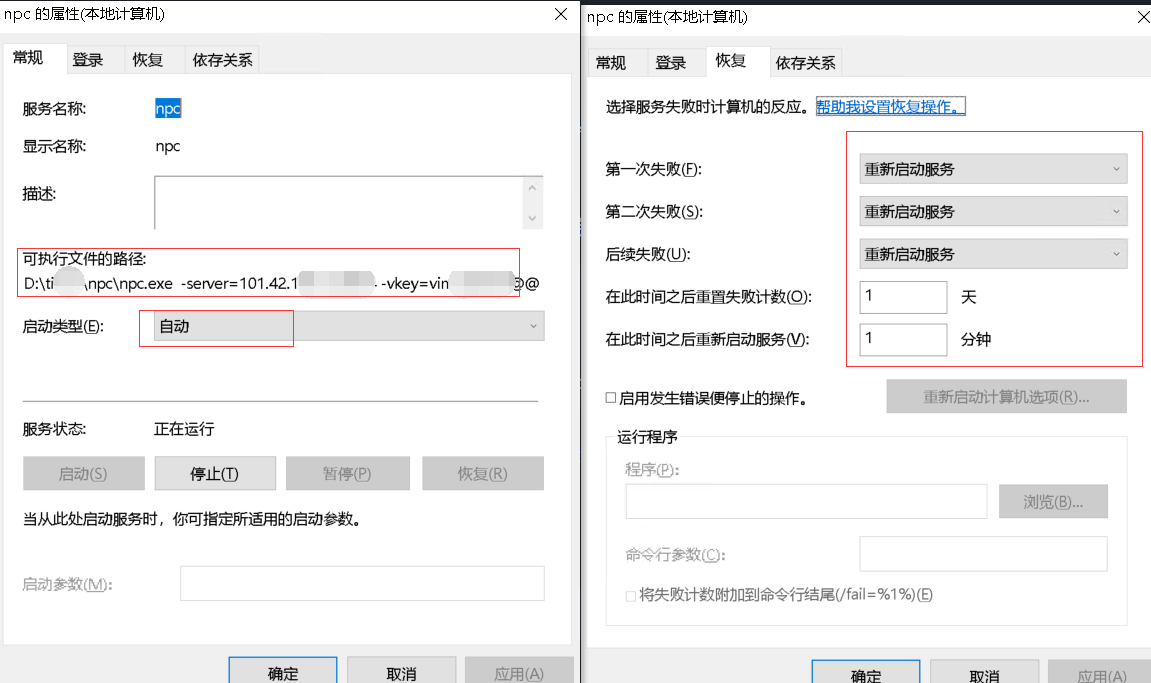 npc 的属性(本地计算机)
常规 登录 恢复 依存关系
服务名称: npc
显示名称: npc
描述:
可执行文件的路径:
D:\ti \npc\npc.exe -server=101.42.1 -vkey=vin @@
启动类型(E): 自动
服务状态: 正在运行
启动(S) 停止(T) 暂停(P) 恢复(R)
当从此处启动服务时，你可指定所适用的启动参数。
启动参数(M):
确定 取消 应用(A)
npc 的属性(本地计算机)
常规 登录 恢复 依存关系
选择服务失败时计算机的反应。帮助我设置恢复操作。
第一次失败(F): 重新启动服务
第二次失败(S): 重新启动服务
后续失败(U): 重新启动服务
在此时间之后重置失败计数(O): 1 天
在此时间之后重新启动服务(V): 1 分钟
启用发生错误便停止的操作。 重新启动计算机选项(R)...
运行程序
程序(P):
浏览(B)...
命令行参数(C):
将失败计数附加到命令行结尾(/fail=%1%)(E)
确定 取消 应用(A)